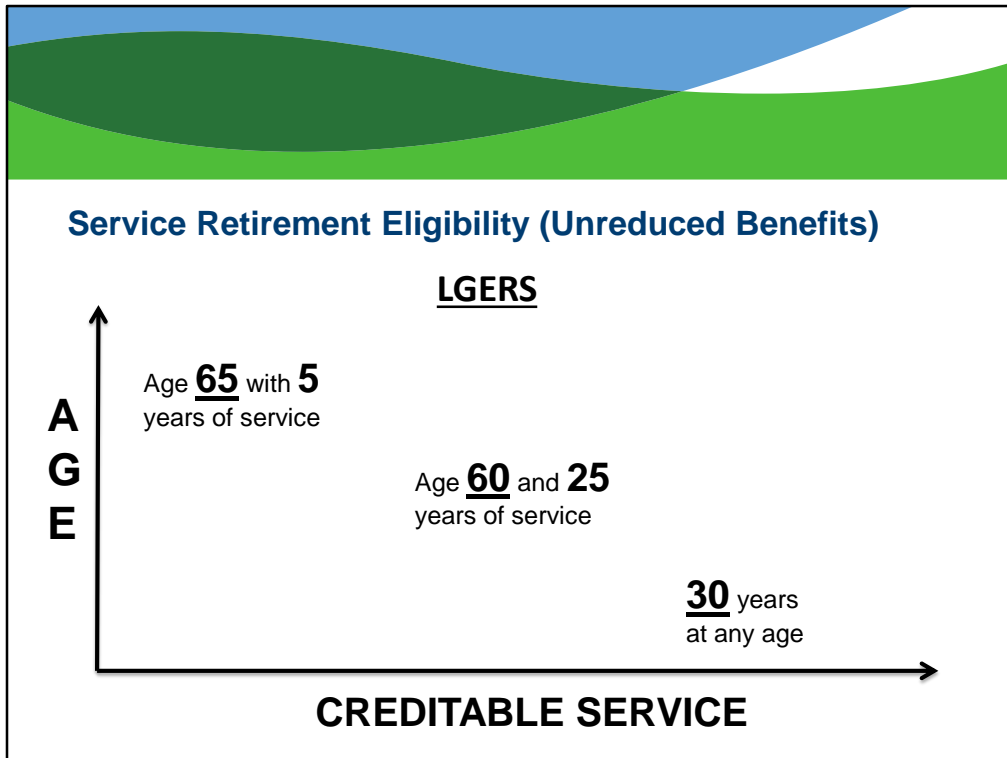 Service Retirement Eligibility (Unreduced Benefits)
LGERS
AGE
Age 65 with 5
years of service
Age 60 and 25
years of service
30 years
at any age
CREDITABLE SERVICE